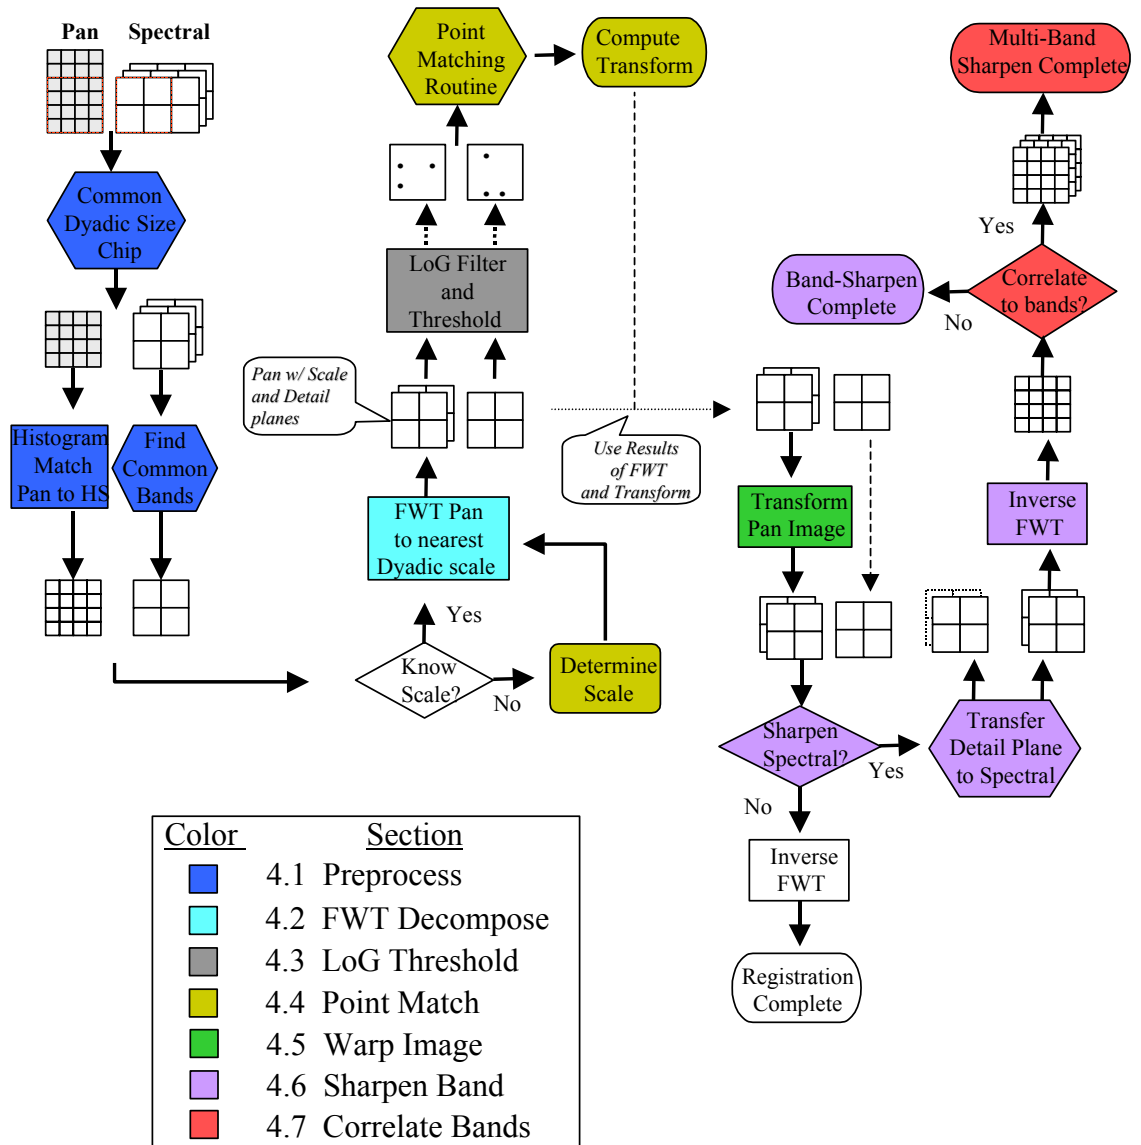 Pan Spectral
Common
Dyadic Size
Chip
Histogram
Match
Pan to HS
Find
Common
Bands
Point
Matching
Routine
Compute
Transform
LoG Filter
and
Threshold
Pan w/ Scale
and Detail
planes
Use Results
of FWT
and Transform
FWT Pan
to nearest
Dyadic scale
Yes
Know
Scale?
No
Determine
Scale
Multi-Band
Sharpen Complete
Yes
Correlate
to bands?
No
Band-Sharpen
Complete
Transform
Pan Image
Inverse
FWT
Sharpen
Spectral?
Yes
Transfer
Detail Plane
to Spectral
No
Inverse
FWT
Registration
Complete
Color Section
4.1 Preprocess
4.2 FWT Decompose
4.3 LoG Threshold
4.4 Point Match
4.5 Warp Image
4.6 Sharpen Band
4.7 Correlate Bands